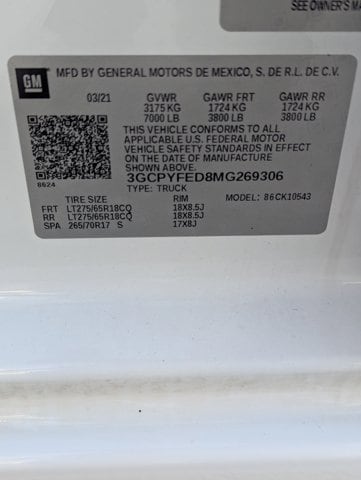 SEE OWNER'S MA
GM
MFD BY GENERAL MOTORS DE MEXICO, S. DE R.L. DE C.V.
03/21 GVWR GAWR FRT GAWR RR
3175 KG 1724 KG 1724 KG
7000 LB 3800 LB 3800 LB
THIS VEHICLE CONFORMS TO ALL
APPLICABLE U.S. FEDERAL MOTOR
VEHICLE SAFETY STANDARDS IN EFFECT
ON THE DATE OF MANUFACTURE
SHOWN ABOVE.
8624 3GCPYFED8MG269306
TYPE: TRUCK MODEL: 86CK10543
TIRE SIZE RIM
FRT LT275/65R18CQ 18X8.5J
RR LT275/65R18CQ 18X8.5J
SPA 265/70R17 S 17X8J